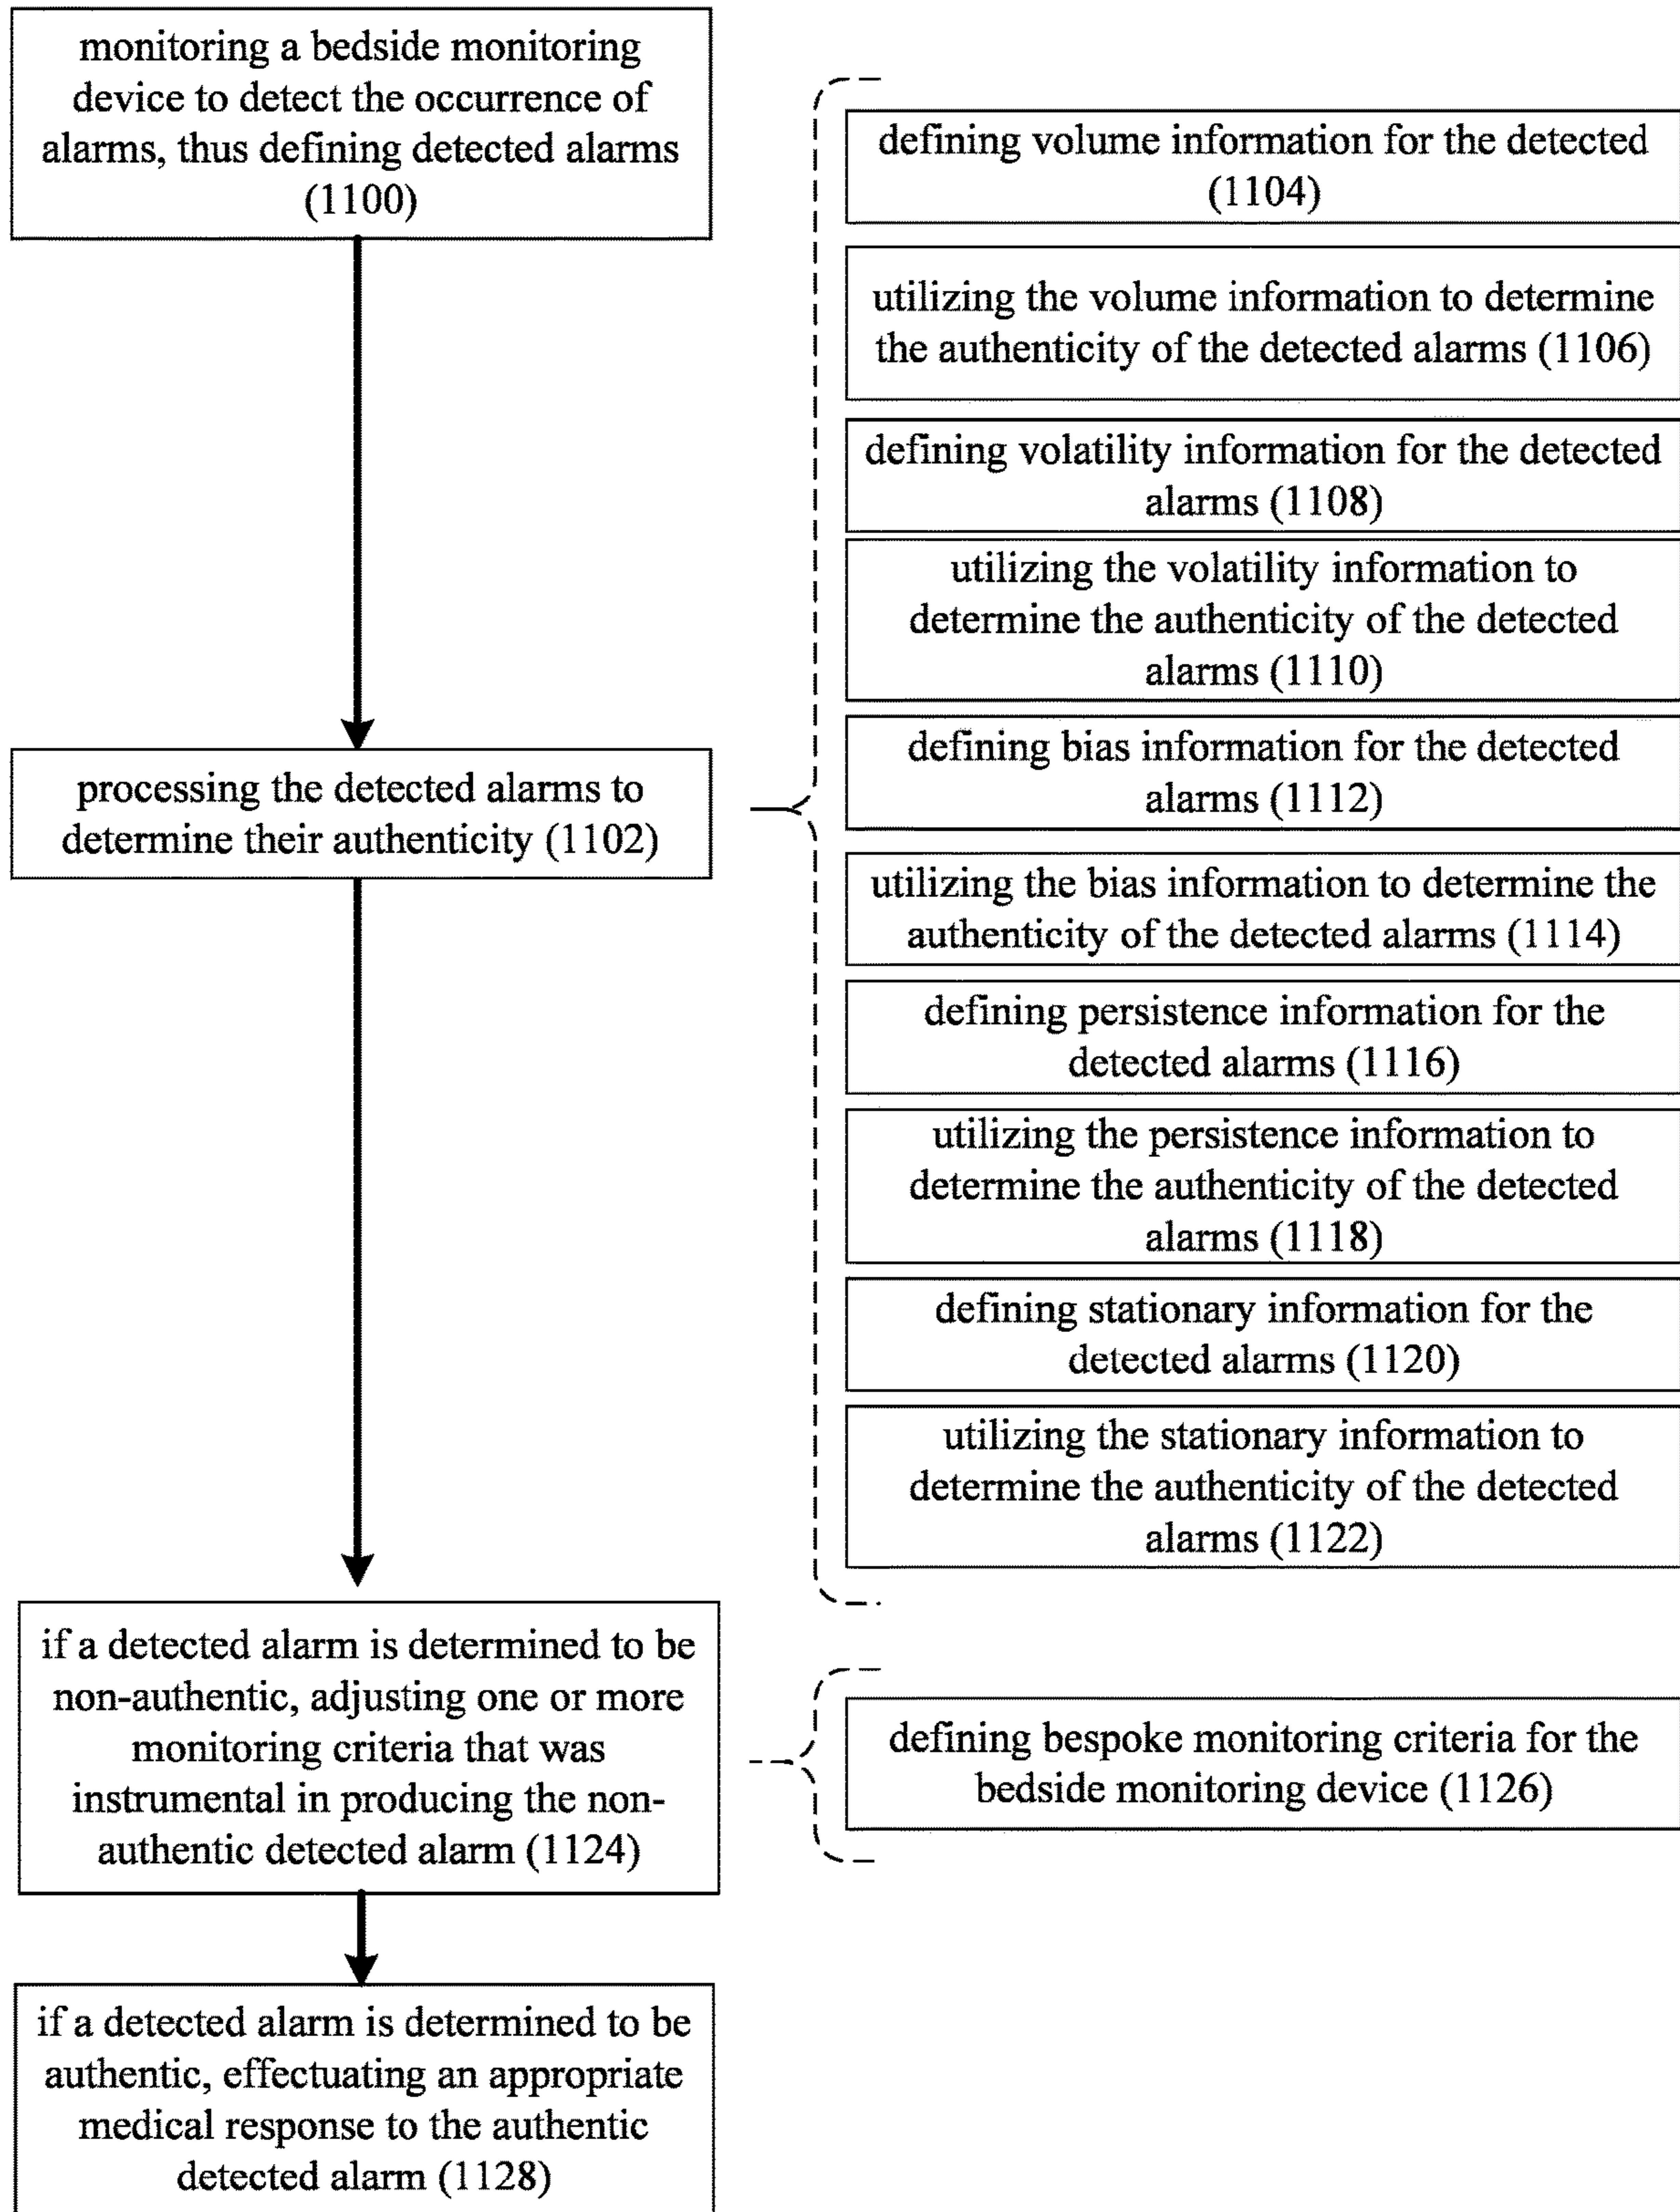 monitoring a bedside monitoring
device to detect the occurrence of
alarms, thus defining detected alarms
(1100)
processing the detected alarms to
determine their authenticity (1102)
defining volume information for the detected
(1104)
utilizing the volume information to determine
the authenticity of the detected alarms (1106)
defining volatility information for the detected
alarms (1108)
utilizing the volatility information to
determine the authenticity of the detected
alarms (1110)
defining bias information for the detected
alarms (1112)
utilizing the bias information to determine the
authenticity of the detected alarms (1114)
defining persistence information for the
detected alarms (1116)
utilizing the persistence information to
determine the authenticity of the detected
alarms (1118)
defining stationary information for the
detected alarms (1120)
utilizing the stationary information to
determine the authenticity of the detected
alarms (1122)
if a detected alarm is determined to be
non-authentic, adjusting one or more
monitoring criteria that was
instrumental in producing the non-
authentic detected alarm (1124)
defining bespoke monitoring criteria for the
bedside monitoring device (1126)
if a detected alarm is determined to be
authentic, effectuating an appropriate
medical response to the authentic
detected alarm (1128)